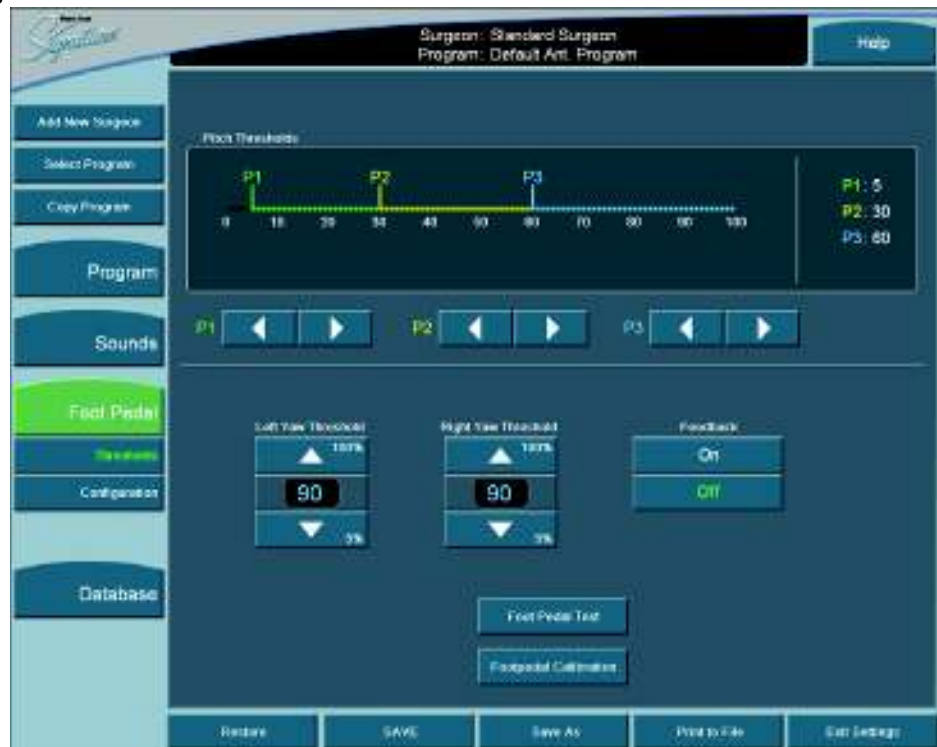 Signature
Surgeon: Standard Surgeon
Program: Default Ant. Program
Help
Add New Surgeon
Select Program
Copy Program
Program
Sounds
Foot Pedal
Thresholds
Configuration
Database
Pitch Thresholds
P1 P2 P3
0 10 20 30 40 50 60 70 80 90 100
P1: 5
P2: 30
P3: 60
P1 P2 P3
Left Yaw Threshold Right Yaw Threshold Feedback
100% 100% On
90 90 Off
5% 5%
Foot Pedal Test
Footpedal Calibration
Restore SAVE Save As Print to File Exit Settings